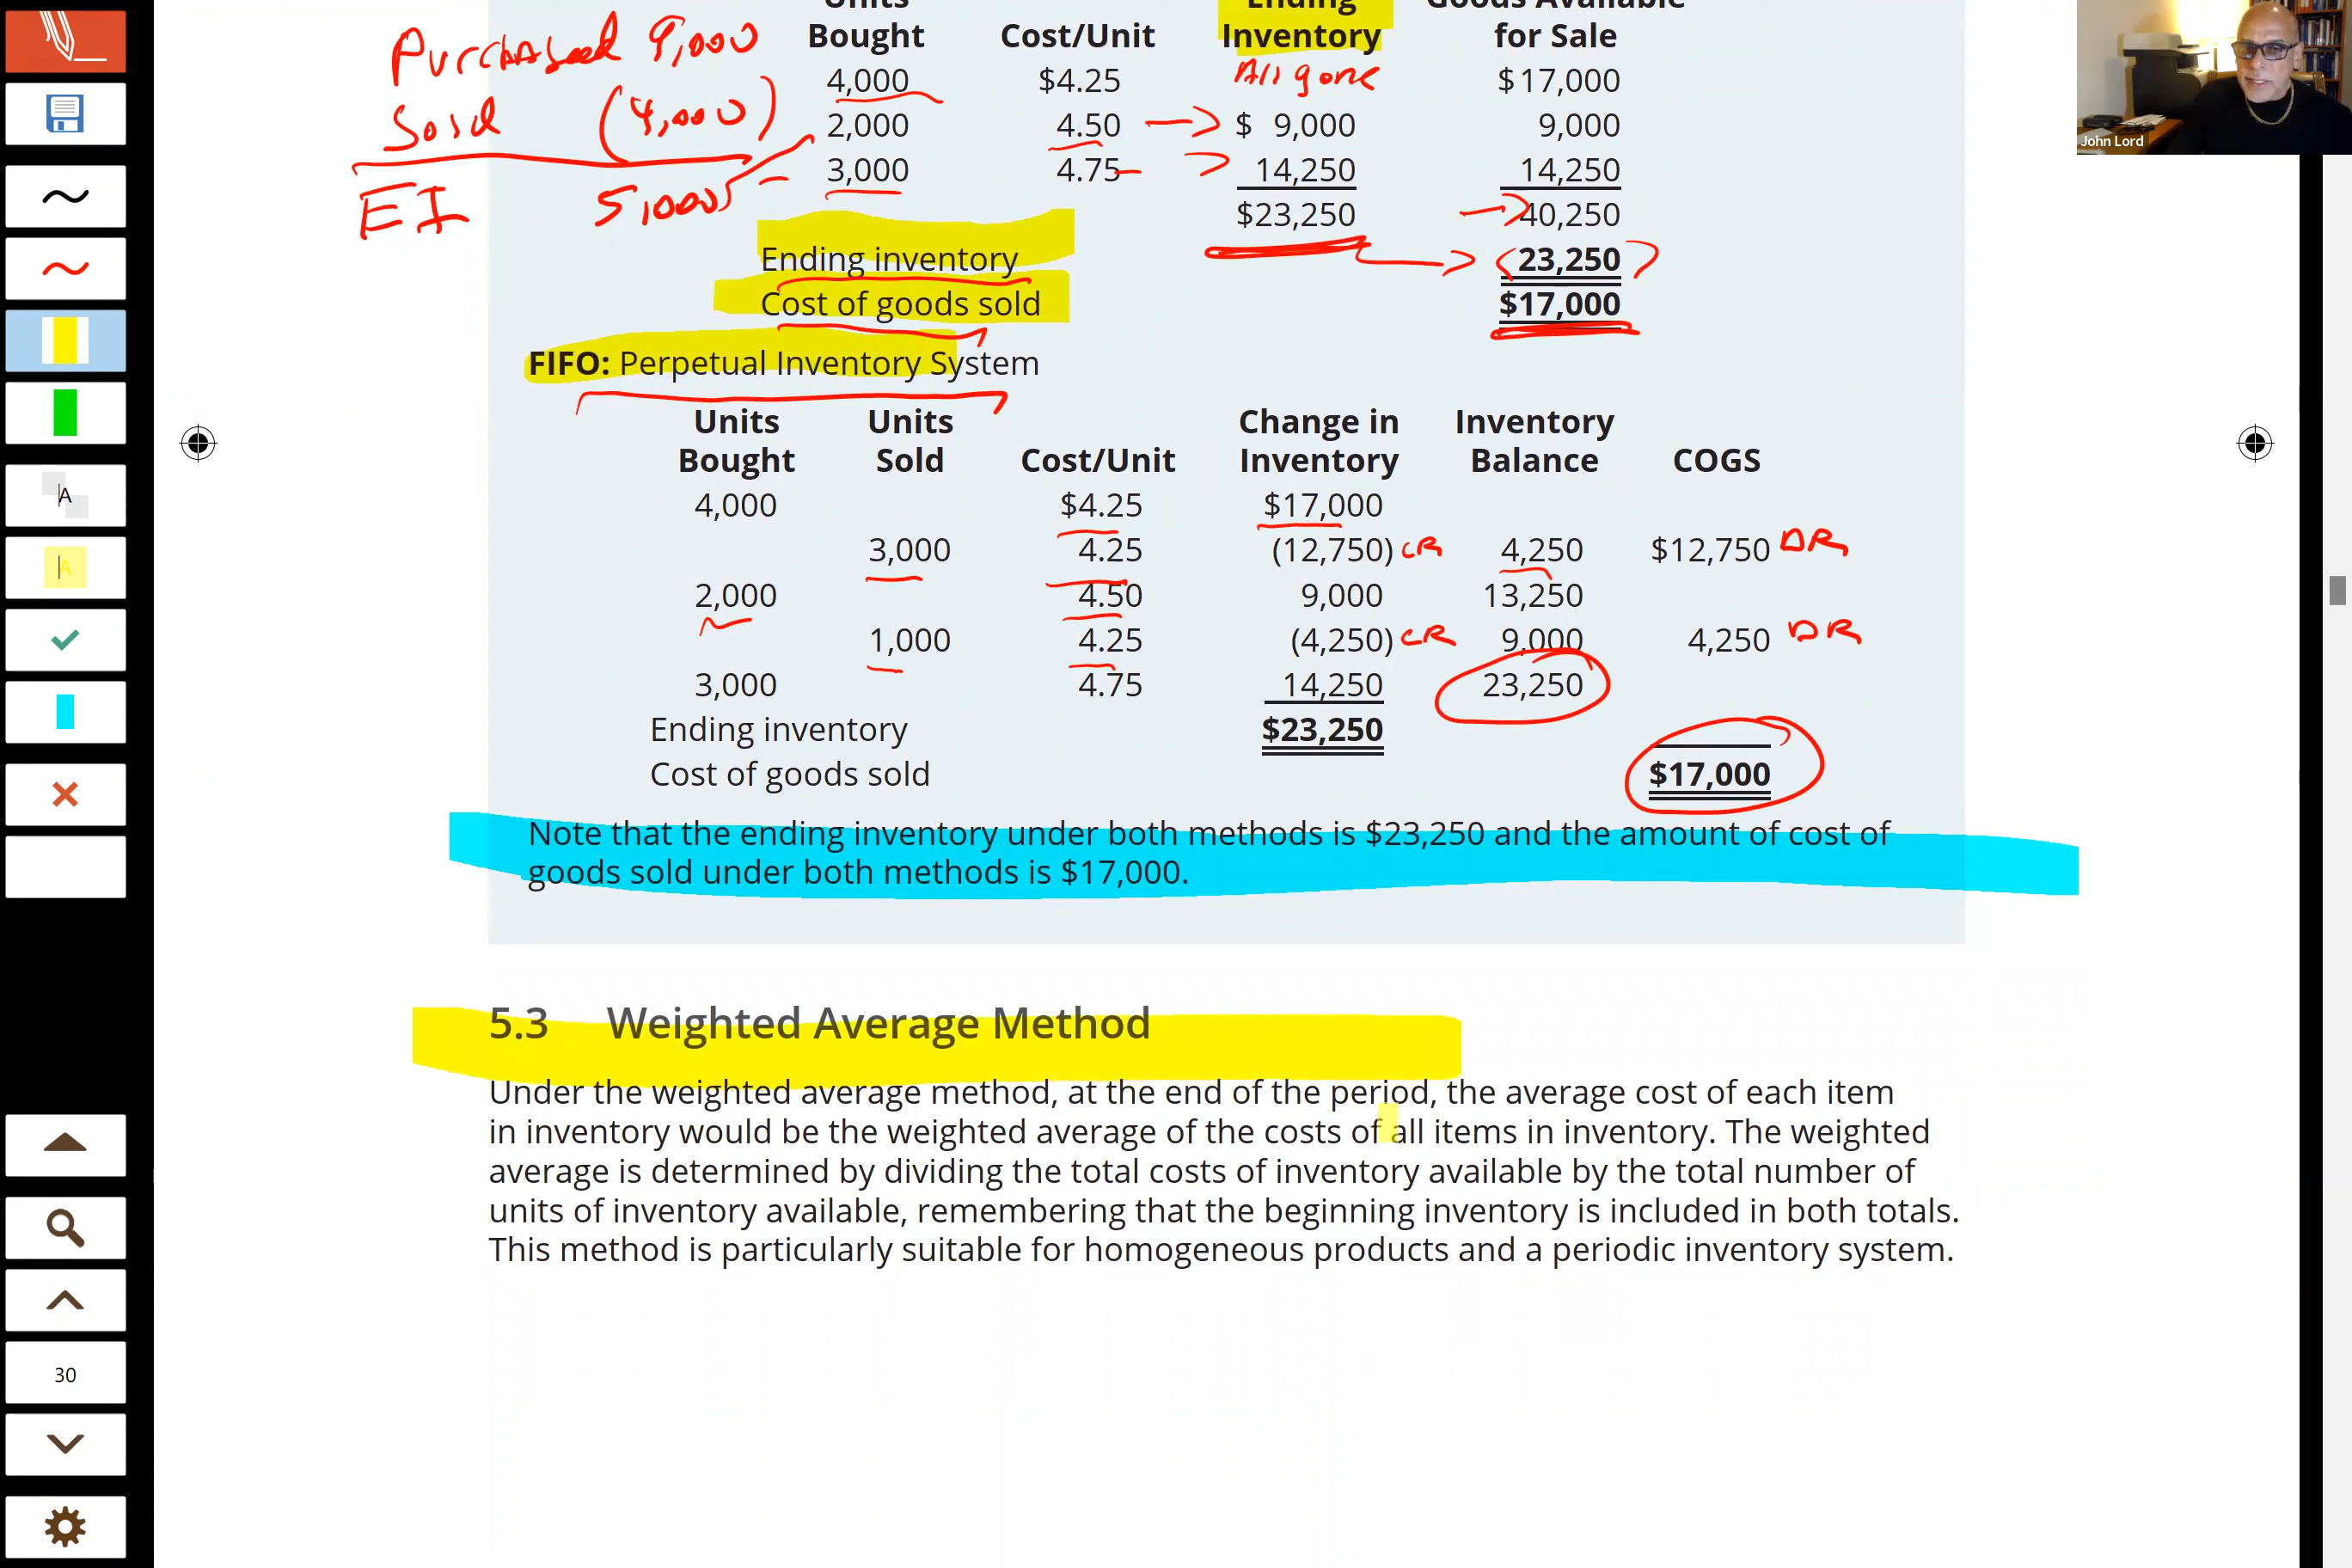 Units Ending Goods Available
Bought Cost/Unit Inventory for Sale
Purchased 9,000
4,000 $4.25 All gone $17,000
Sold (4,000) 2,000 4.50 $ 9,000 9,000
3,000 4.75 14,250 14,250
EI 5,000 $23,250 40,250
Ending inventory 23,250
Cost of goods sold $17,000
FIFO: Perpetual Inventory System
Units Units Change in Inventory
Bought Sold Cost/Unit Inventory Balance COGS
4,000 $4.25 $17,000
3,000 4.25 (12,750) CR 4,250 $12,750 DR
2,000 4.50 9,000 13,250
1,000 4.25 (4,250) CR 9,000 4,250 DR
3,000 4.75 14,250 23,250
Ending inventory $23,250
Cost of goods sold $17,000
Note that the ending inventory under both methods is $23,250 and the amount of cost of
goods sold under both methods is $17,000.
5.3 Weighted Average Method
Under the weighted average method, at the end of the period, the average cost of each item
in inventory would be the weighted average of the costs of all items in inventory. The weighted
average is determined by dividing the total costs of inventory available by the total number of
units of inventory available, remembering that the beginning inventory is included in both totals.
This method is particularly suitable for homogeneous products and a periodic inventory system.
John Lord
A
A
30